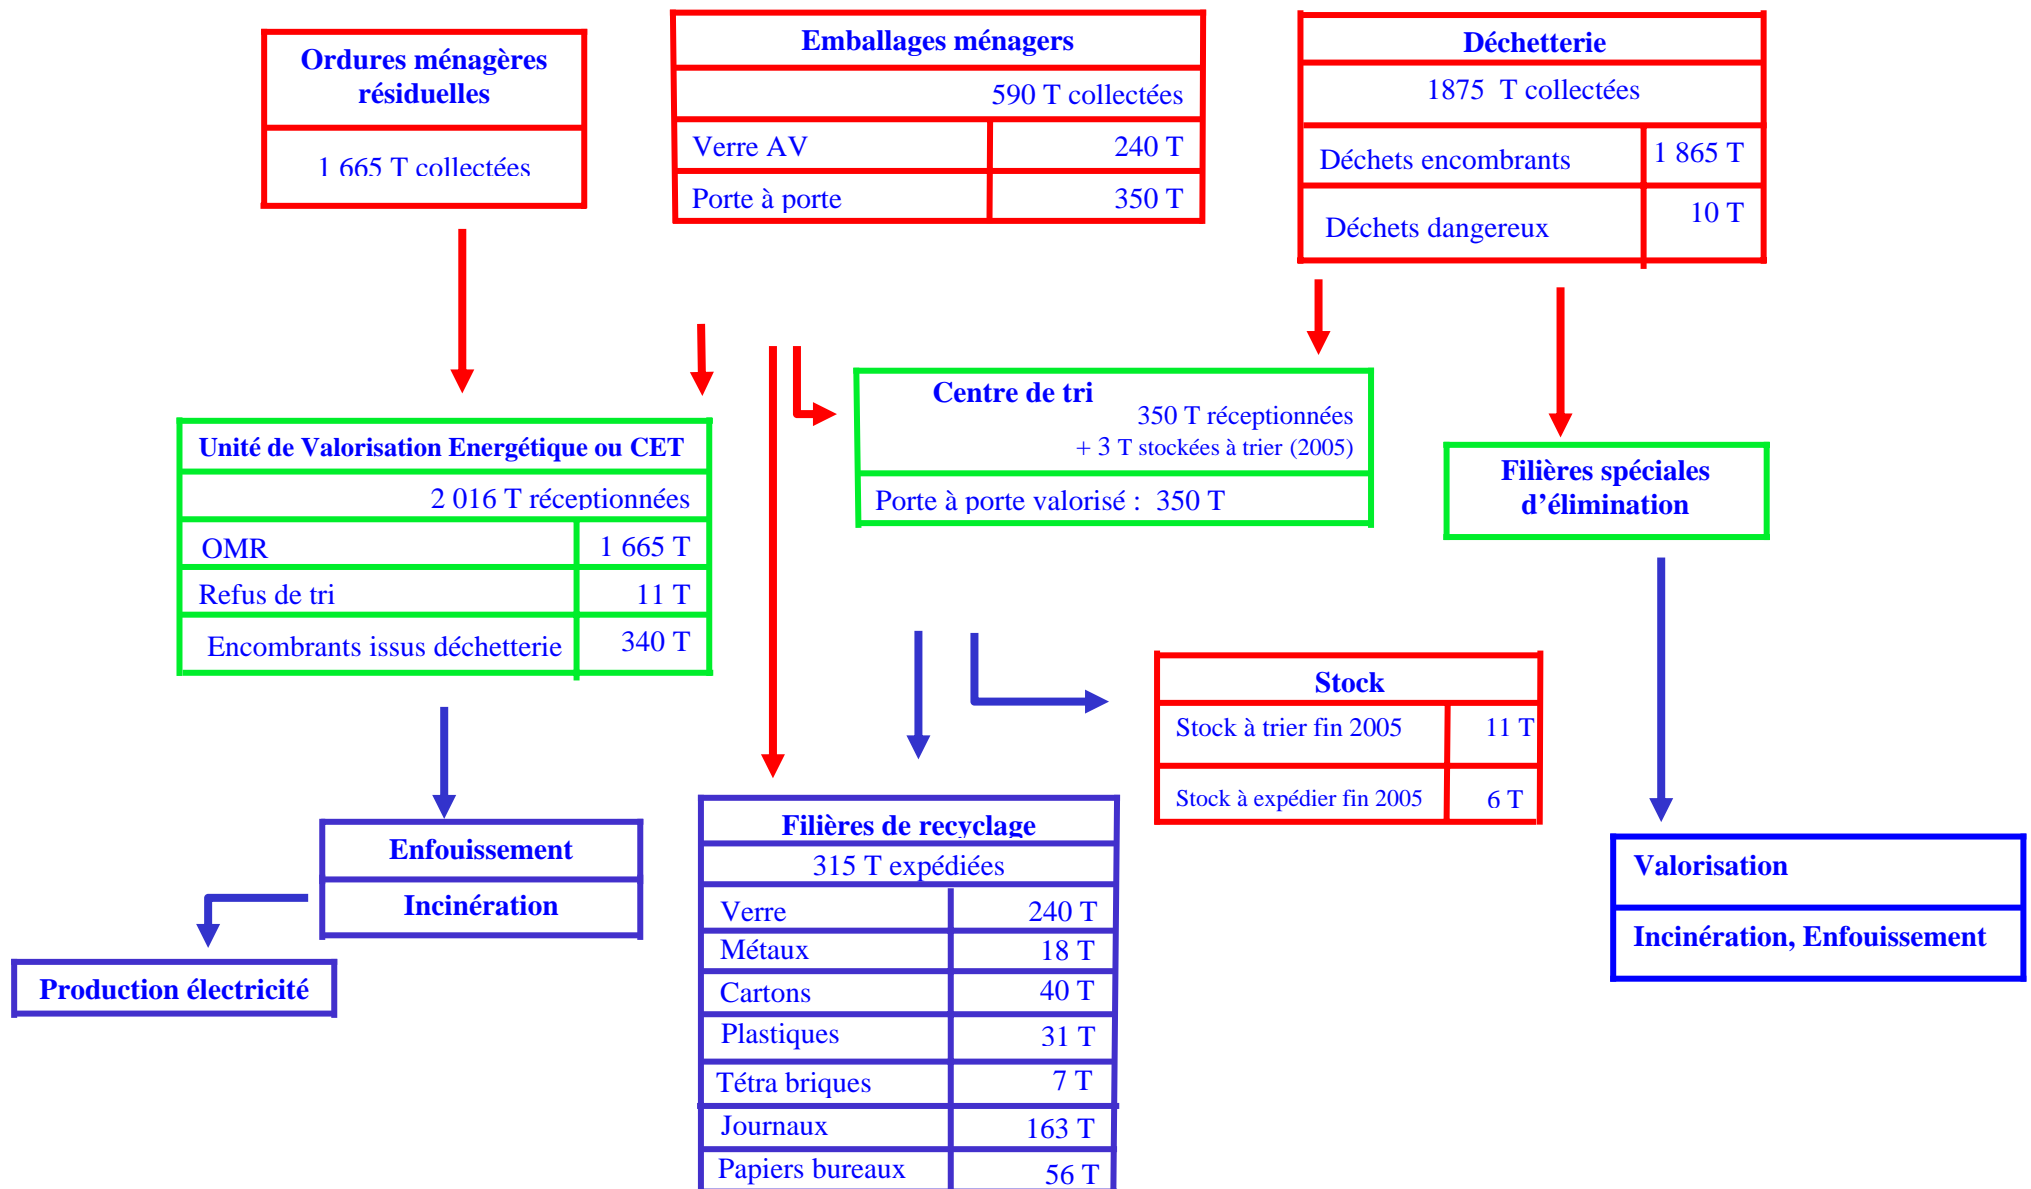 Ordures ménagères
résiduelles
1 665 T collectées
Emballages ménagers
590 T collectées
Verre AV 240 T
Porte à porte 350 T
Déchetterie
1875 T collectées
Déchets encombrants 1 865 T
Déchets dangereux 10 T
Unité de Valorisation Energétique ou CET
2 016 T réceptionnées
OMR 1 665 T
Refus de tri 11 T
Encombrants issus déchetterie 340 T
Centre de tri
350 T réceptionnées
+ 3 T stockées à trier (2005)
Porte à porte valorisé : 350 T
Filières spéciales
d’élimination
Stock
Stock à trier fin 2005 11 T
Stock à expédier fin 2005 6 T
Enfouissement
Incinération
Production électricité
Filières de recyclage
315 T expédiées
Verre 240 T
Métaux 18 T
Cartons 40 T
Plastiques 31 T
Tétra briques 7 T
Journaux 163 T
Papiers bureaux 56 T
Valorisation
Incinération, Enfouissement